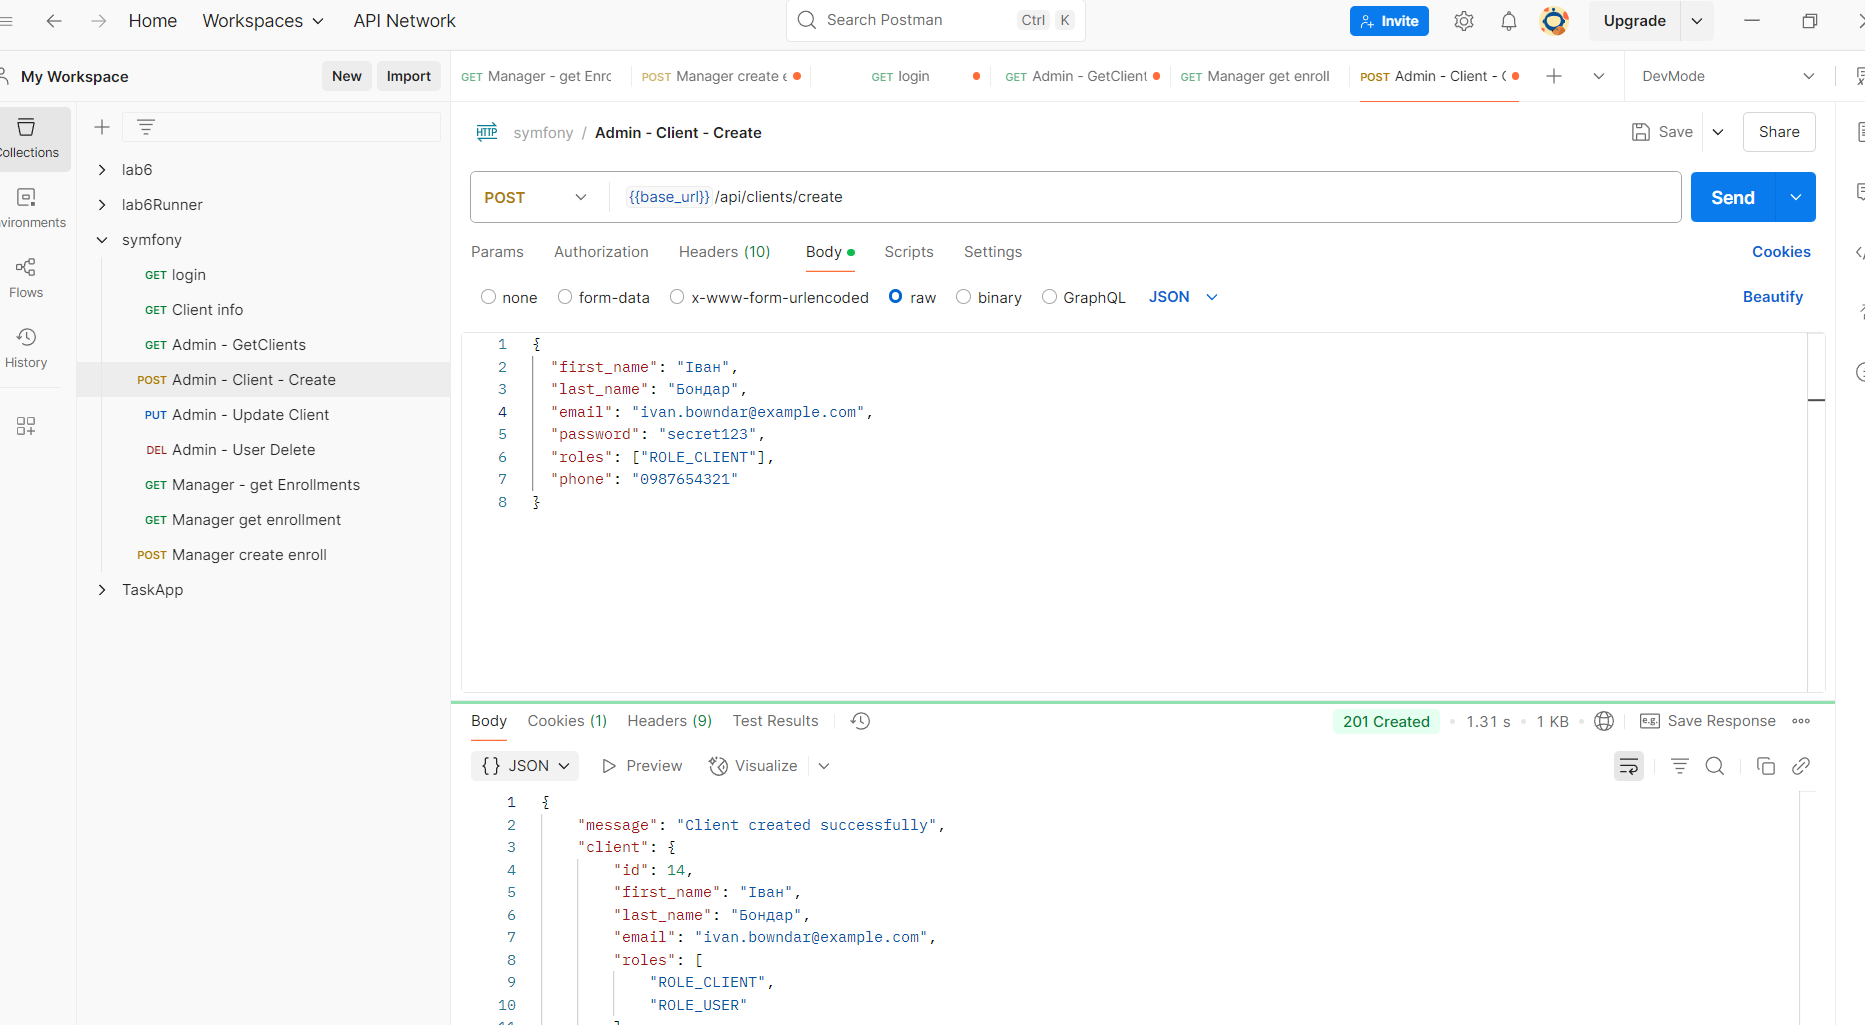 Home Workspaces API Network Search Postman Ctrl K Invite Upgrade
My Workspace New Import GET Manager - get Enrc POST Manager create e GET login GET Admin - GetClient GET Manager get enroll POST Admin - Client - C DevMode
Collections
HTTP symfony / Admin - Client - Create Save Share
lab6
lab6Runner
POST {{base_url}} /api/clients/create Send
vironments
symfony
Params Authorization Headers (10) Body Scripts Settings Cookies
GET login
Flows
none form-data x-www-form-urlencoded raw binary GraphQL JSON Beautify
GET Client info
GET Admin - GetClients
History
POST Admin - Client - Create
PUT Admin - Update Client
DEL Admin - User Delete
GET Manager - get Enrollments
GET Manager get enrollment
POST Manager create enroll
TaskApp
1 {
2 "first_name": "Іван",
3 "last_name": "Бондар",
4 "email": "ivan.bowndar@example.com",
5 "password": "secret123",
6 "roles": ["ROLE_CLIENT"],
7 "phone": "0987654321"
8 }
Body Cookies (1) Headers (9) Test Results 201 Created • 1.31 s • 1 KB • e.g. Save Response
{} JSON Preview Visualize
1 {
2 "message": "Client created successfully",
3 "client": {
4 "id": 14,
5 "first_name": "Іван",
6 "last_name": "Бондар",
7 "email": "ivan.bowndar@example.com",
8 "roles": [
9 "ROLE_CLIENT",
10 "ROLE_USER"